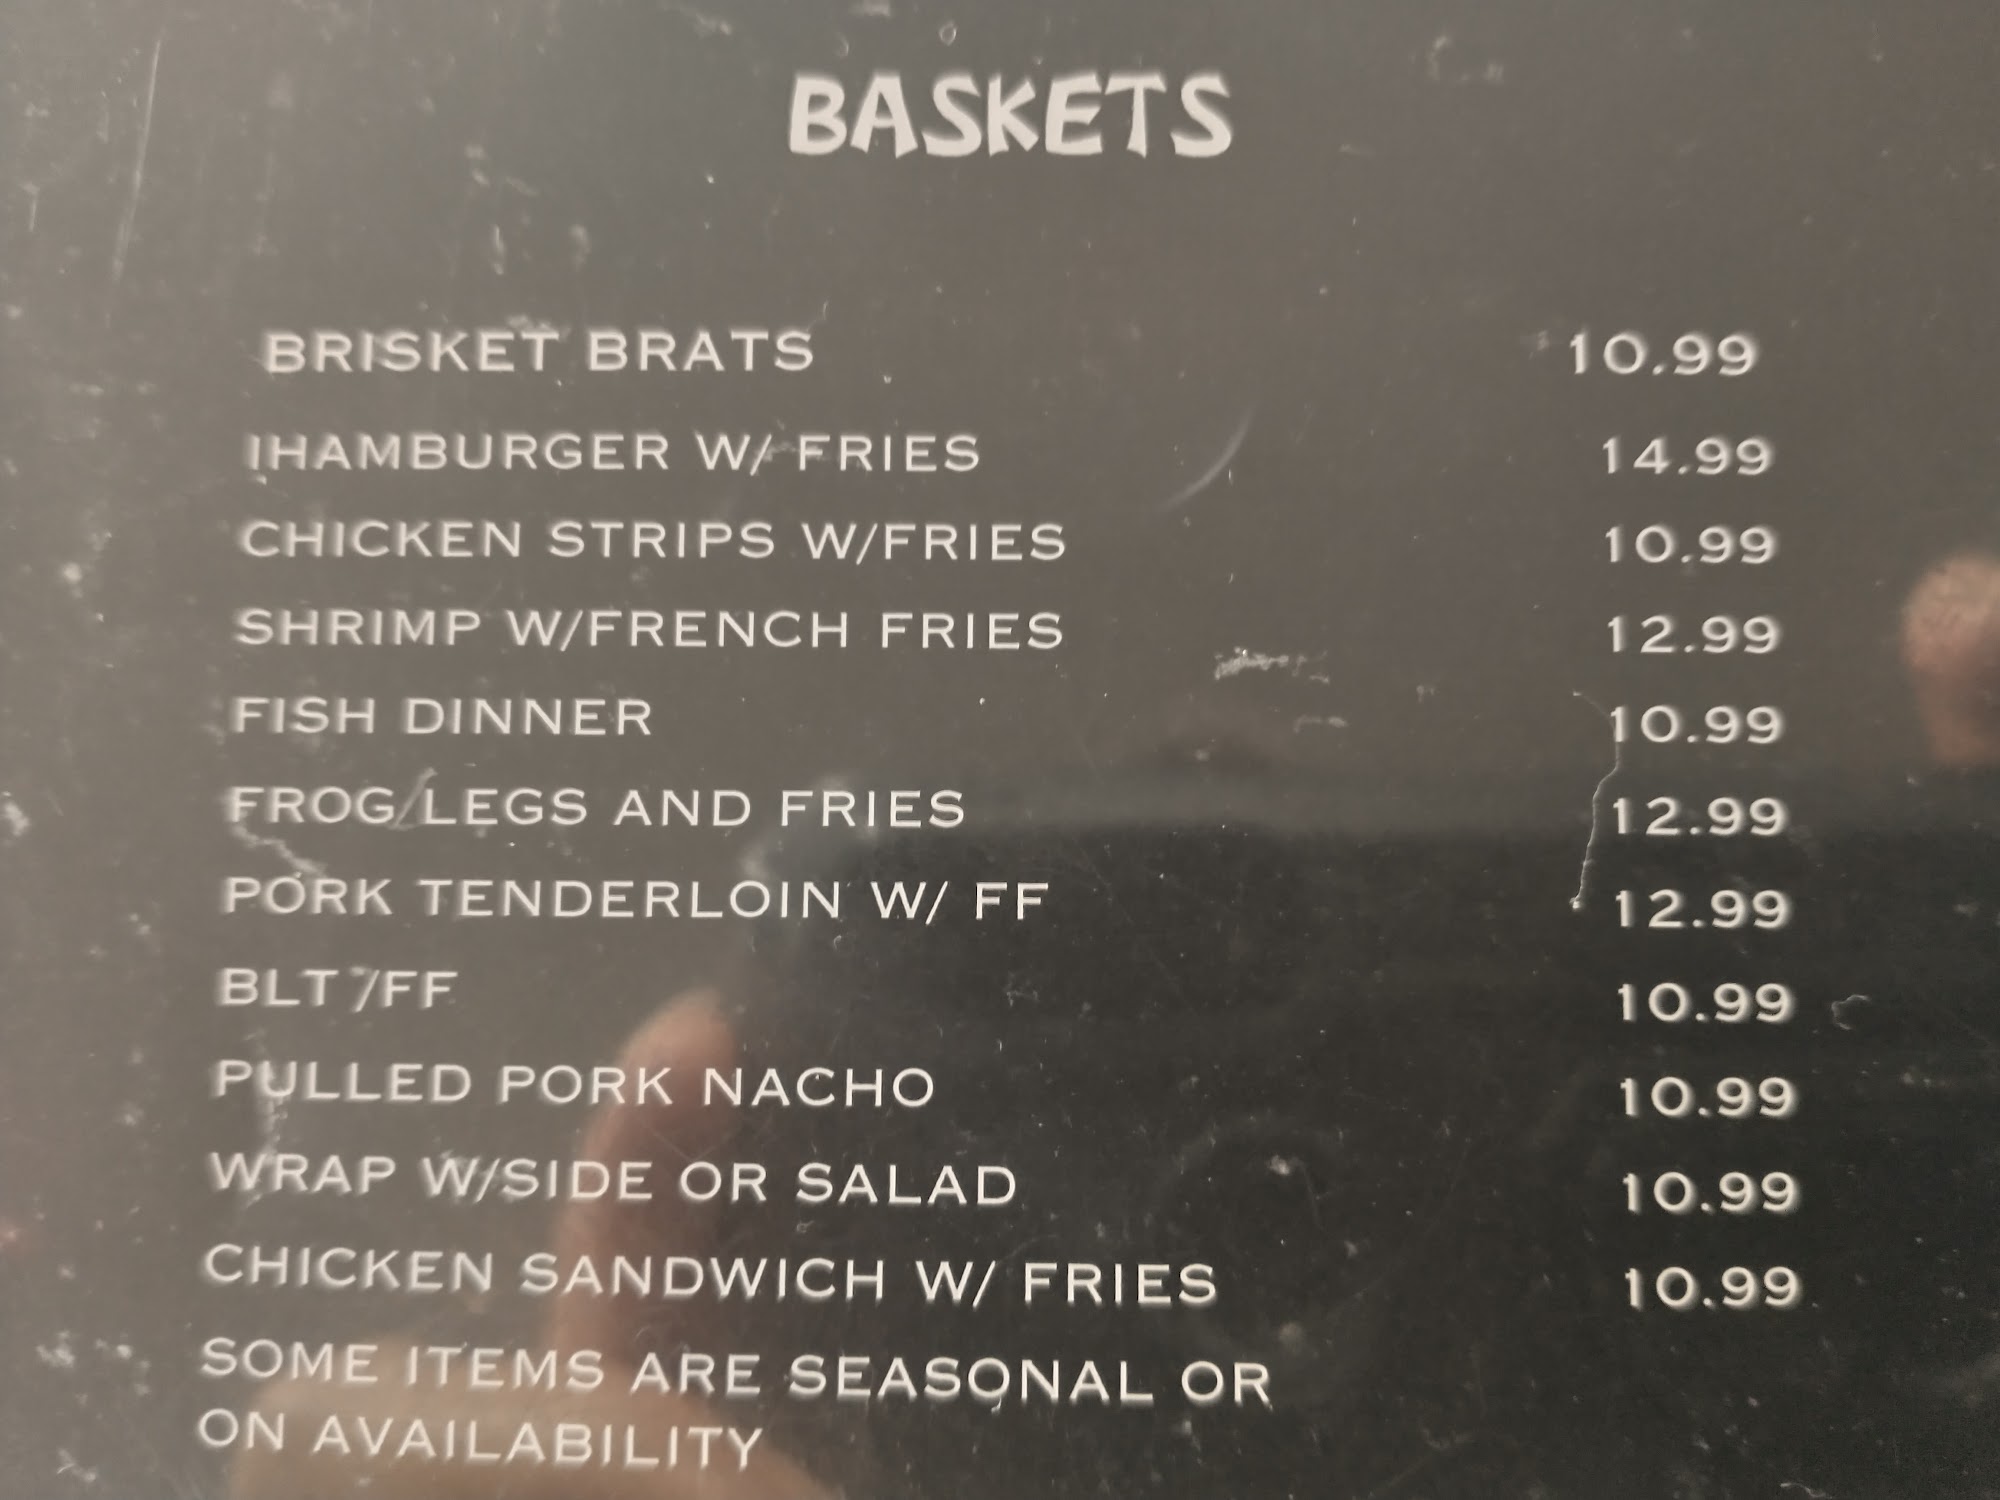 BASKETS
BRISKET BRATS 10.99
IHAMBURGER W/ FRIES 14.99
CHICKEN STRIPS W/FRIES 10.99
SHRIMP W/FRENCH FRIES 12.99
FISH DINNER 10.99
FROG LEGS AND FRIES 12.99
PORK TENDERLOIN W/ FF 12.99
BLT /FF 10.99
PULLED PORK NACHO 10.99
WRAP W/SIDE OR SALAD 10.99
CHICKEN SANDWICH W/ FRIES 10.99
SOME ITEMS ARE SEASONAL OR
ON AVAILABILITY